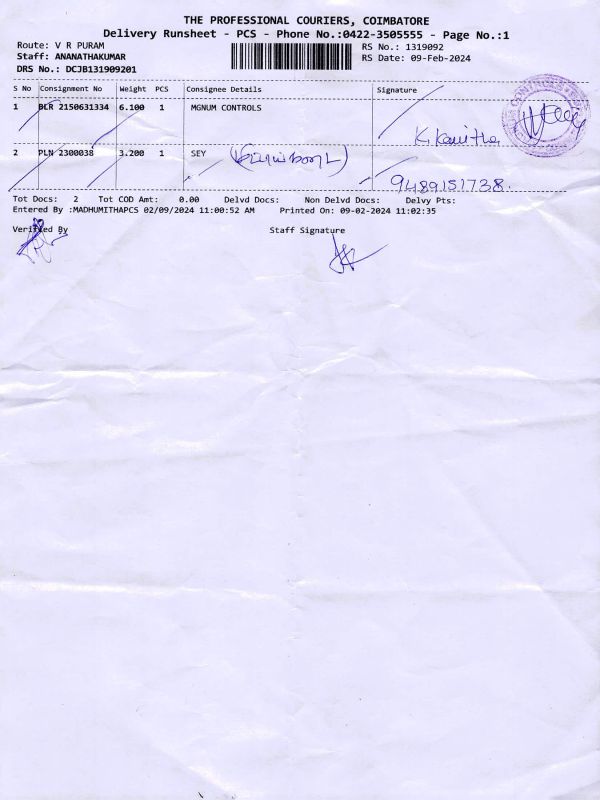 THE PROFESSIONAL COURIERS, COIMBATORE
Delivery Runsheet - PCS - Phone No.:0422-3505555 - Page No.:1
Route: V R PURAM
Staff: ANANATHAKUMAR
DRS No.: DCJB131909201
RS No.: 1319092
RS Date: 09-Feb-2024
S No Consignment No Weight PCS Consignee Details Signature
1 BLR 2150631334 6.100 1 MGNUM CONTROLS
K. Kavitha
2 PLN 2300038 3.200 1 SEY
9489151738.
Tot Docs: 2 Tot COD Amt: 0.00 Delvd Docs: Non Delvd Docs: Delvy Pts:
Entered By :MADHUMITHAPCS 02/09/2024 11:00:52 AM Printed On: 09-02-2024 11:02:35
Verified By Staff Signature